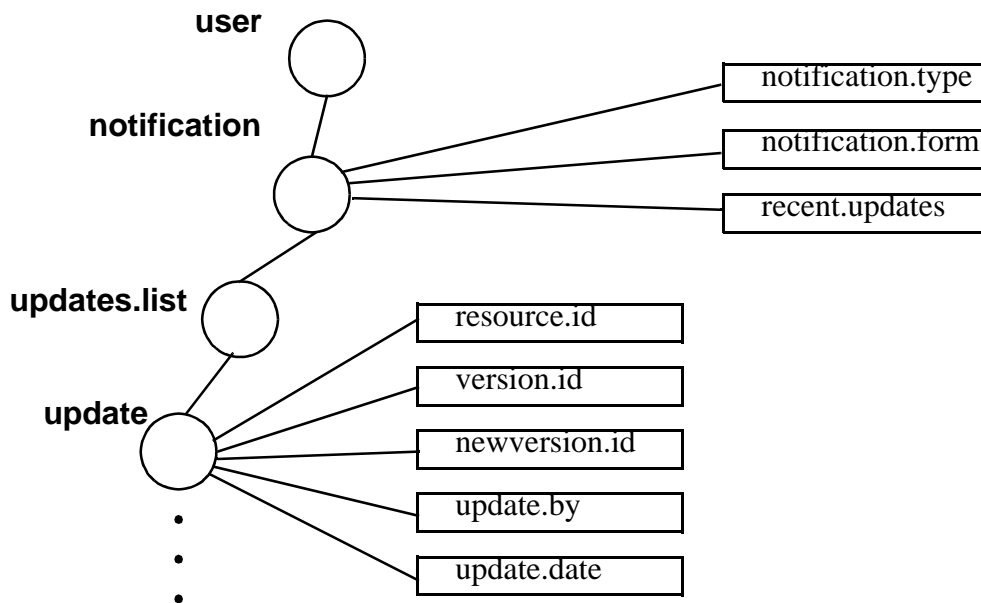 user
notification.type
notification
notification.form
recent.updates
updates.list
resource.id
version.id
update
newversion.id
update.by
update.date